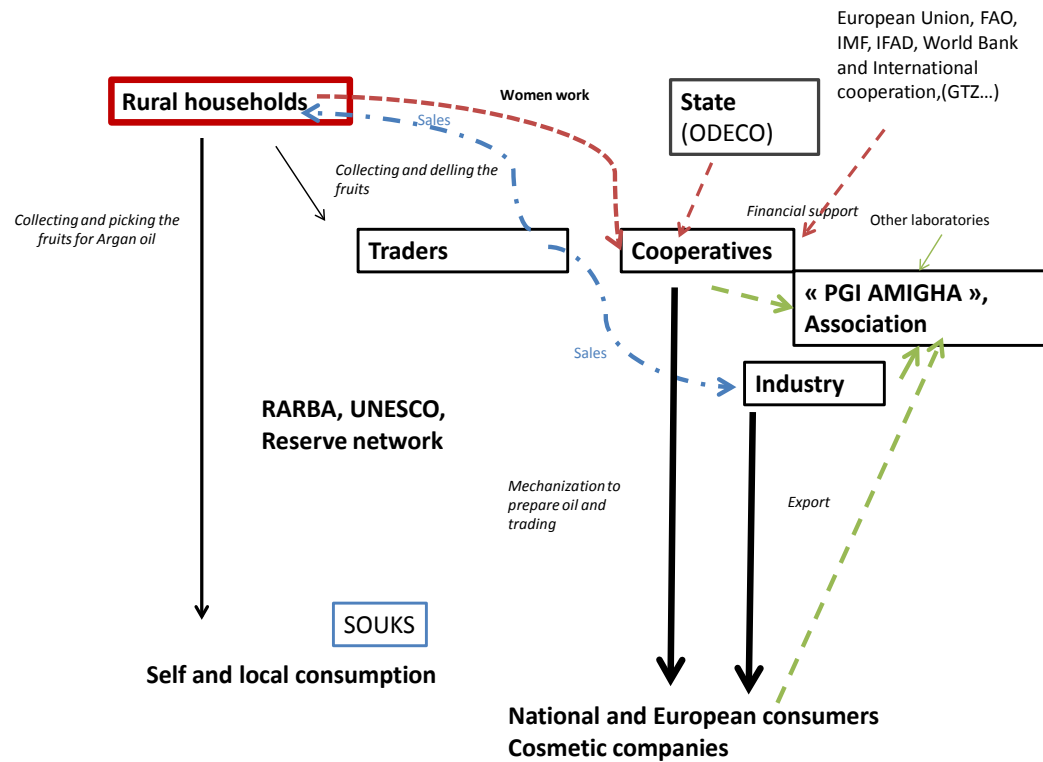 European Union, FAO,
IMF, IFAD, World Bank
and International
cooperation,(GTZ...)
Rural households
Women work
State
(ODECO)
Sales
Collecting and delling the
fruits
Collecting and picking the
fruits for Argan oil
Financial support
Other laboratories
Traders
Cooperatives
« PGI AMIGHA »,
Association
Sales
Industry
RARBA, UNESCO,
Reserve network
Mechanization to
prepare oil and
trading
Export
SOUKS
Self and local consumption
National and European consumers
Cosmetic companies